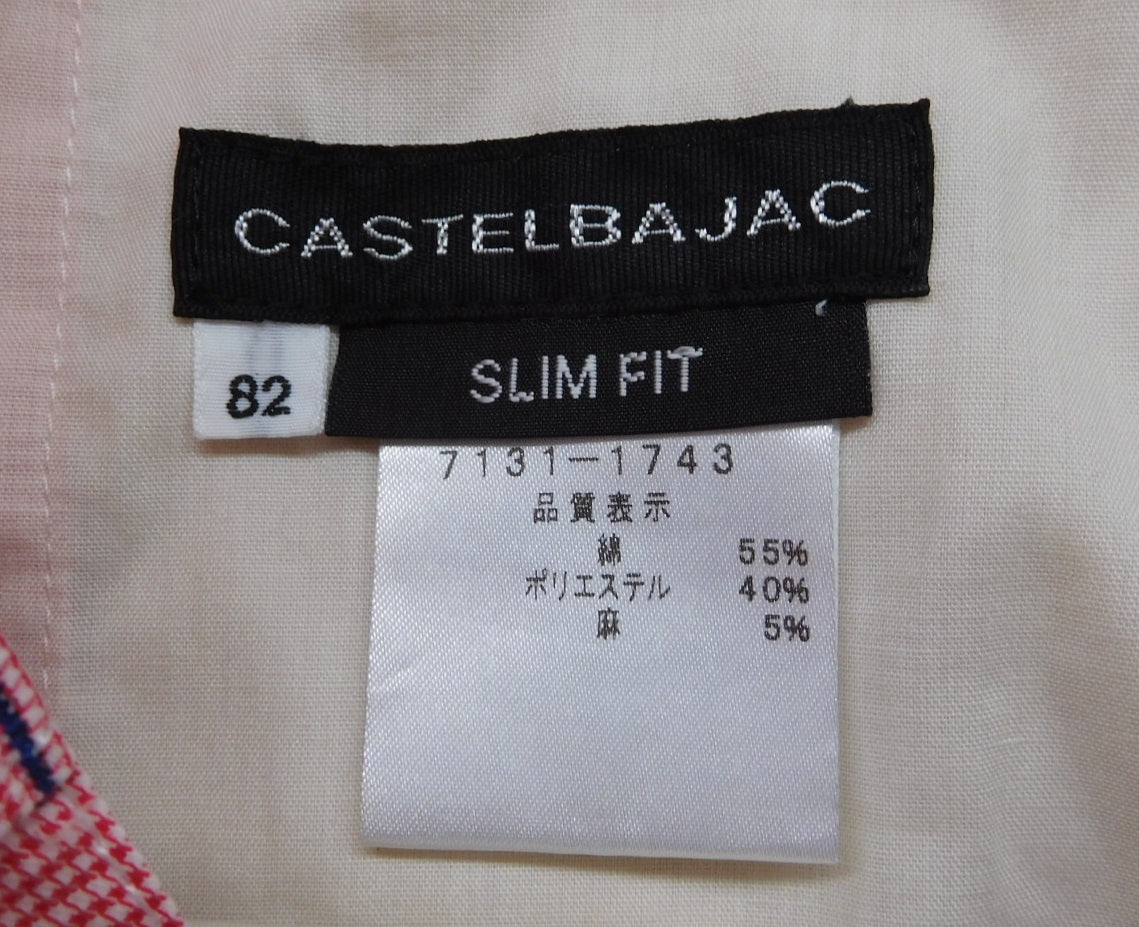 CASTELBAJAC
82
SLIM FIT
7131-1743
品質表示
綿 55%
ポリエステル 40%
麻 5%